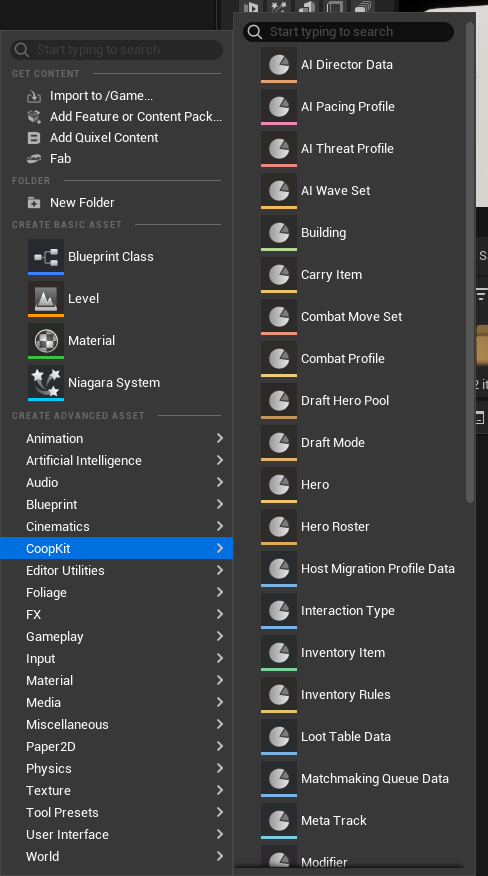 Start typing to search
GET CONTENT
Import to /Game...
Add Feature or Content Pack...
Add Quixel Content
Fab
FOLDER
New Folder
CREATE BASIC ASSET
Blueprint Class
Level
Material
Niagara System
CREATE ADVANCED ASSET
Animation
Artificial Intelligence
Audio
Blueprint
Cinematics
CoopKit
Editor Utilities
Foliage
FX
Gameplay
Input
Material
Media
Miscellaneous
Paper2D
Physics
Texture
Tool Presets
User Interface
World
Start typing to search
AI Director Data
AI Pacing Profile
AI Threat Profile
AI Wave Set
Building
Carry Item
Combat Move Set
Combat Profile
Draft Hero Pool
Draft Mode
Hero
Hero Roster
Host Migration Profile Data
Interaction Type
Inventory Item
Inventory Rules
Loot Table Data
Matchmaking Queue Data
Meta Track
Modifier